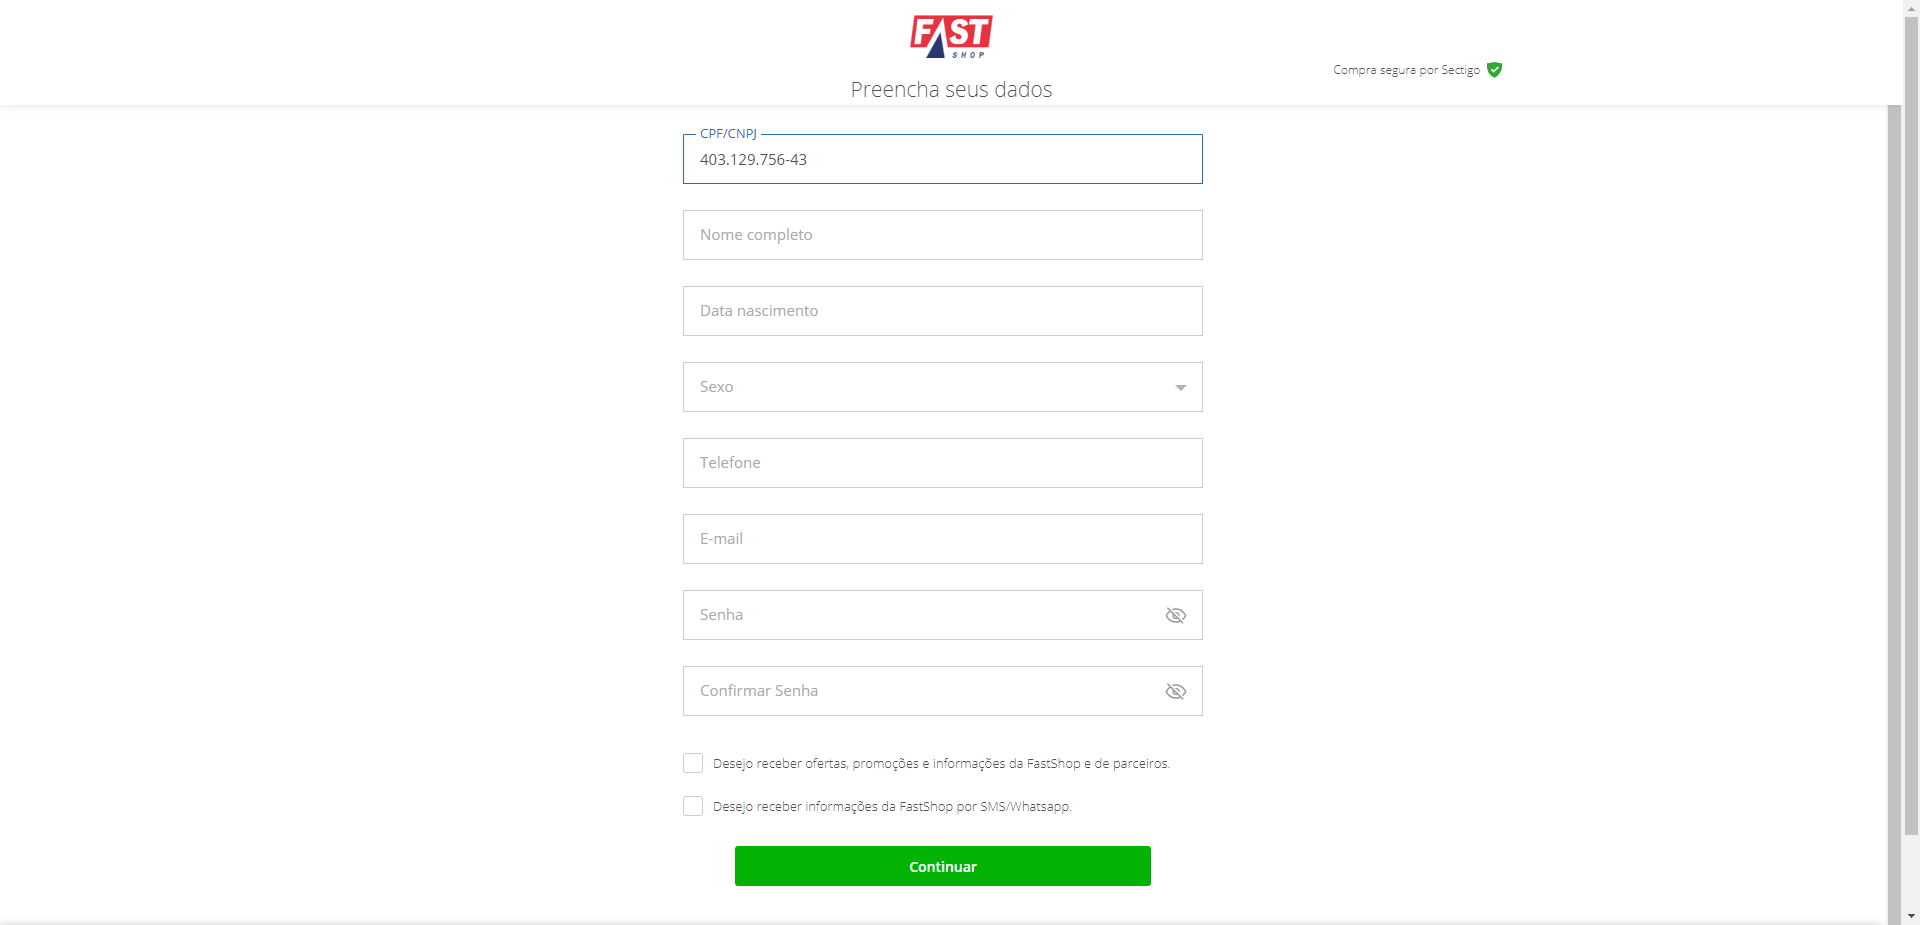 FAST
SHOP
Preencha seus dados
Compra segura por Sectigo
CPF/CNPJ
403.129.756-43
Nome completo
Data nascimento
Sexo
Telefone
E-mail
Senha
Confirmar Senha
Desejo receber ofertas, promoções e informações da FastShop e de parceiros.
Desejo receber informações da FastShop por SMS/Whatsapp.
Continuar